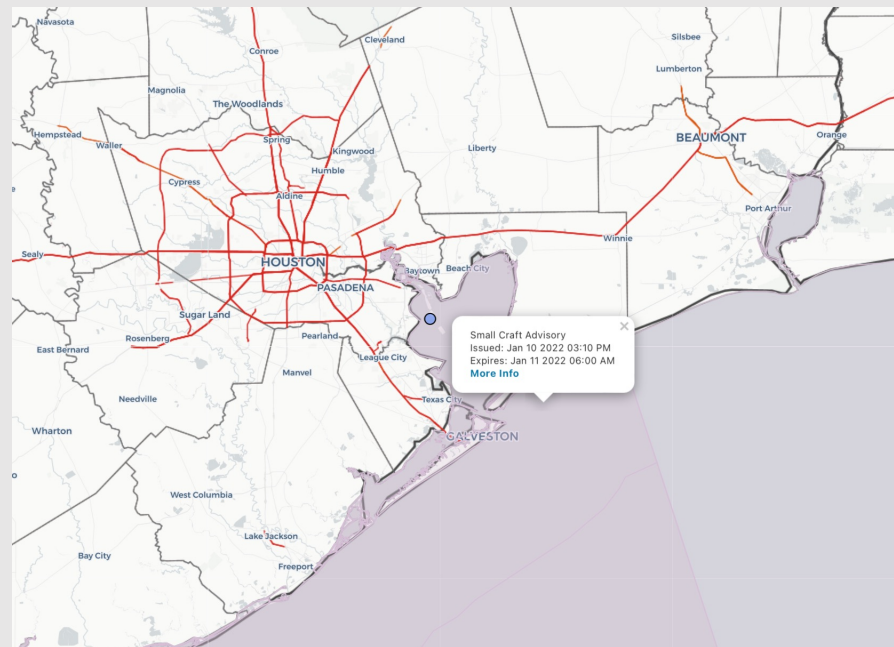 Navasota
Silsbee
Cleveland
Conroe
Lumberton
Magnolia
The Woodlands
Hempstead
Waller
Spring
BEAUMONT
Orange
Kingwood
Liberty
Humble
Cypress
Aldine
Port Arthur
Winnie
Sealy
HOUSTON
Baytown
Beach City
PASADENA
Sugar Land
Pearland
Rosenberg
East Bernard
League City
Manvel
Small Craft Advisory
×
Issued: Jan 10 2022 03:10 PM
Expires: Jan 11 2022 06:00 AM
More Info
Needville
Texas City
Wharton
GALVESTON
West Columbia
Lake Jackson
Bay City
Freeport